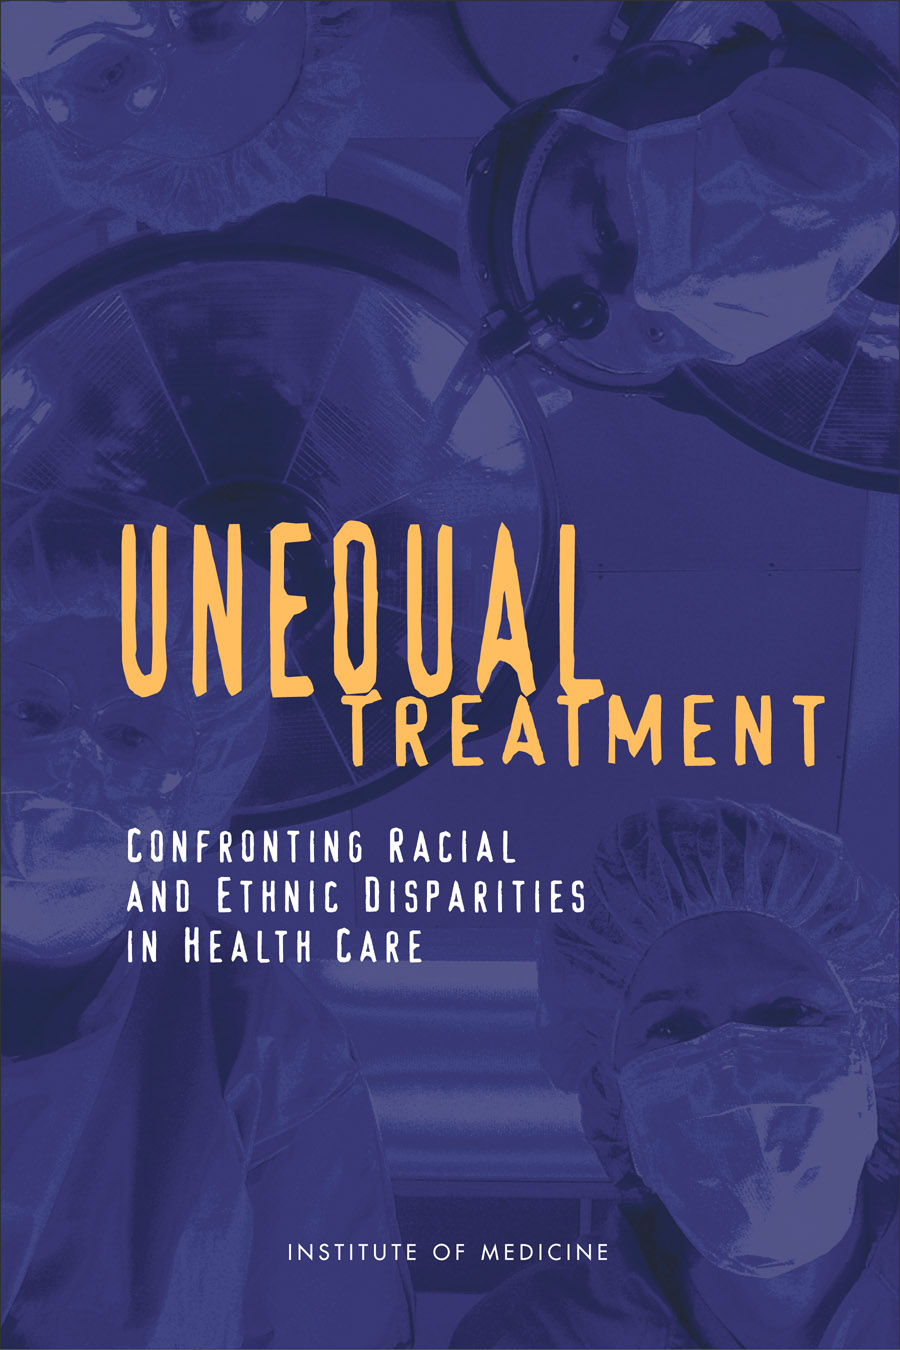 UNEQUAL
TREATMENT
CONFRONTING RACIAL
AND ETHNIC DISPARITIES
IN HEALTH CARE
INSTITUTE OF MEDICINE